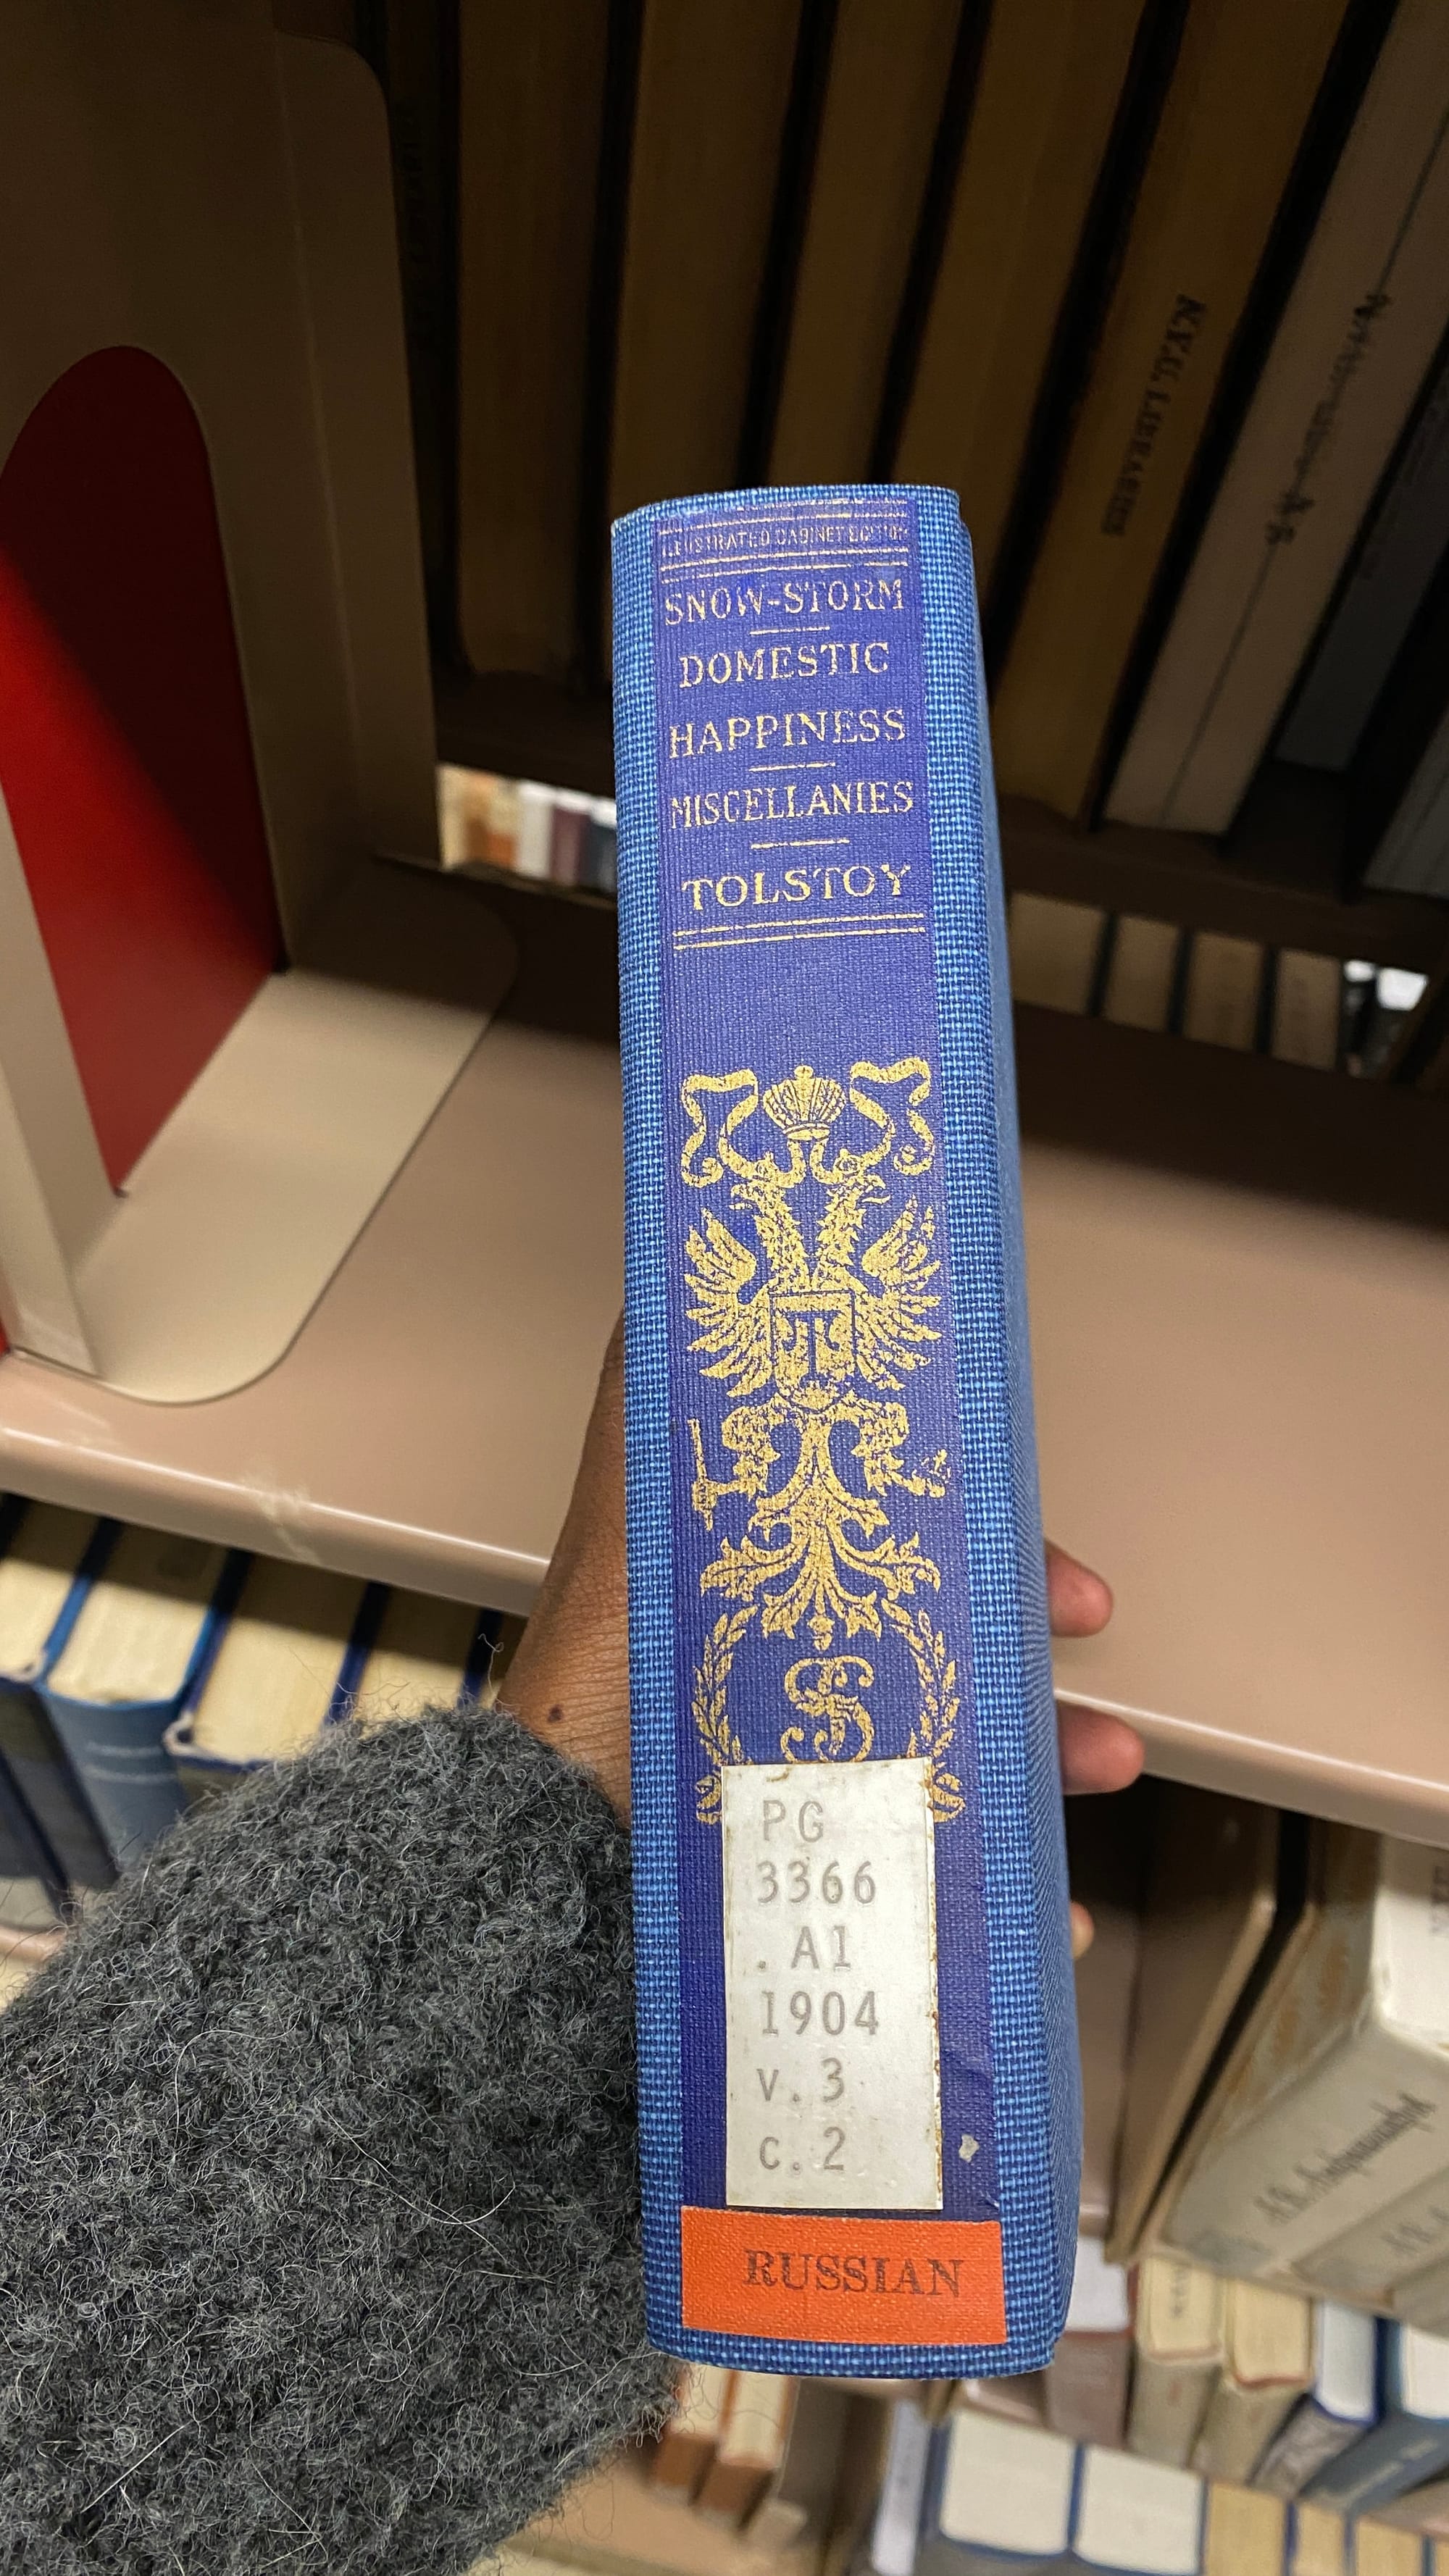 ILLUSTRATED CABINET EDITION
SNOW-STORM
DOMESTIC
HAPPINESS
MISCELLANIES
TOLSTOY
PG
3366
.A1
1904
v.3
c.2
RUSSIAN